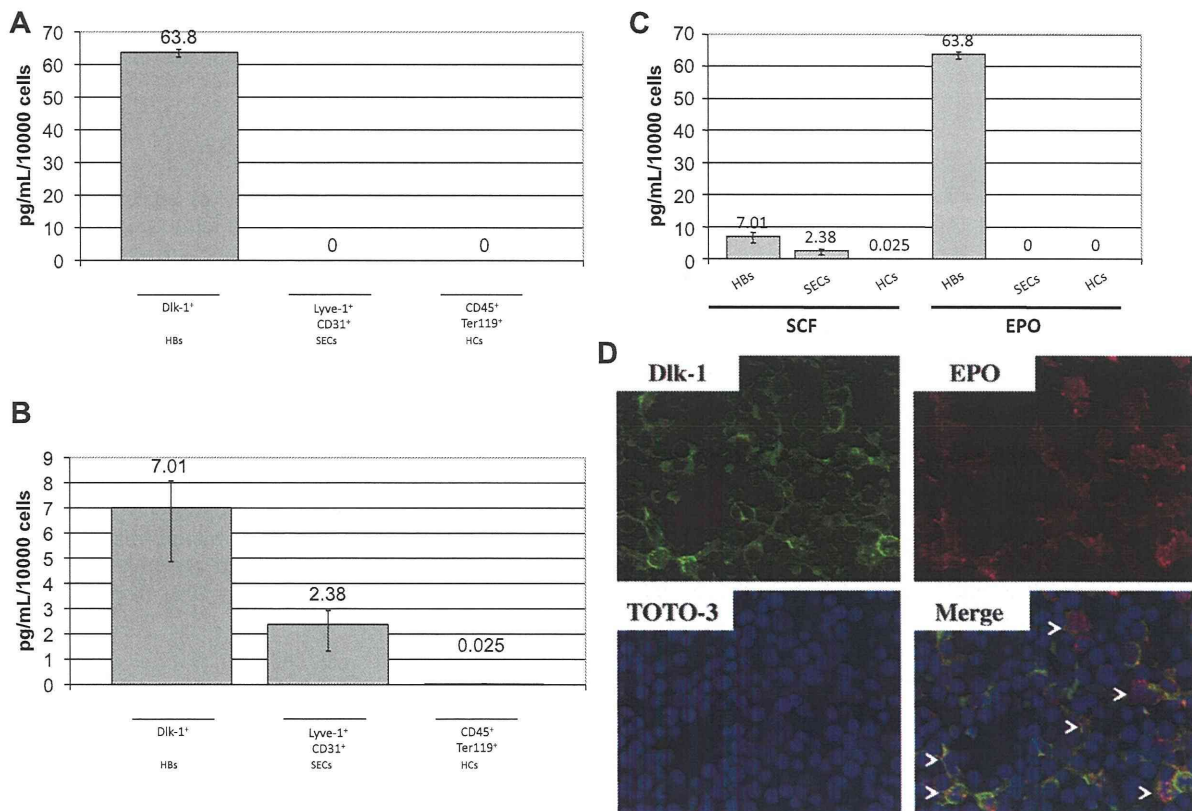 A
pg/mL/10000 cells
70
60
50
40
30
20
10
0
63.8
0
0
Dlk-1⁺
Lyve-1⁺
CD31⁺
CD45⁺
Ter119⁺
HBs
SECs
HCs
B
pg/mL/10000 cells
9
8
7
6
5
4
3
2
1
0
7.01
2.38
0.025
Dlk-1⁺
Lyve-1⁺
CD31⁺
CD45⁺
Ter119⁺
HBs
SECs
HCs
C
pg/mL/10000 cells
70
60
50
40
30
20
10
0
7.01
2.38
0.025
63.8
0
0
HBs
SECs
HCs
HBs
SECs
HCs
SCF
EPO
D
Dlk-1
EPO
TOTO-3
Merge